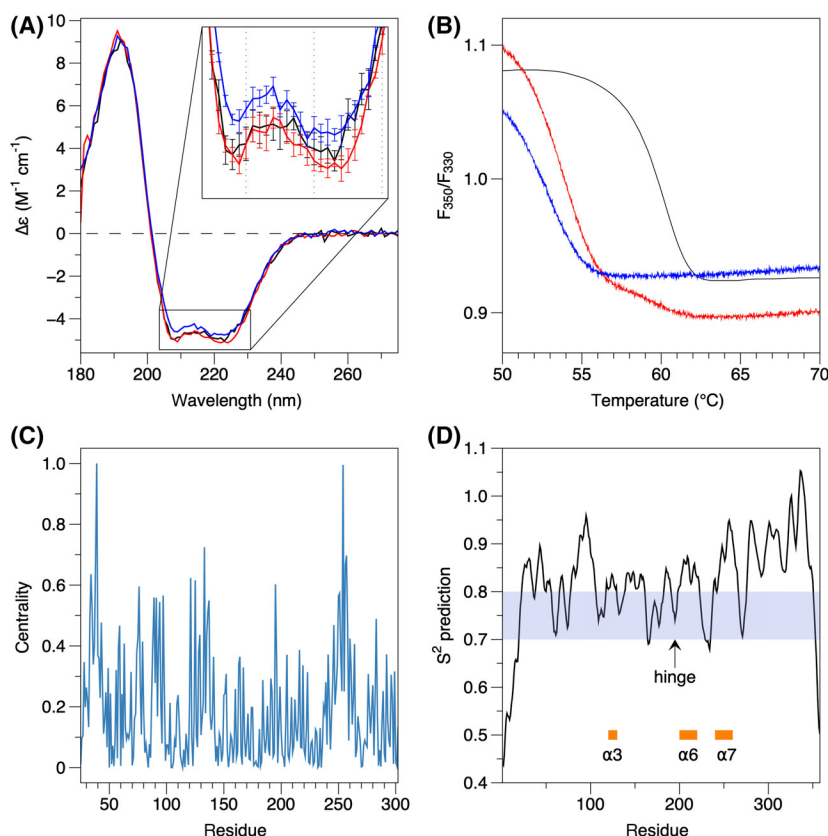 (A)
10
8
6
4
2
0
−2
−4
Δε (M⁻¹ cm⁻¹)
180 200 220 240 260
Wavelength (nm)
(B)
1.1
1.0
0.9
F₃₅₀/F₃₃₀
50 55 60 65 70
Temperature (°C)
(C)
1.0
0.8
0.6
0.4
0.2
0
Centrality
50 100 150 200 250 300
Residue
(D)
1.1
1.0
0.9
0.8
0.7
0.6
0.5
0.4
S² prediction
hinge
α3 α6 α7
100 200 300
Residue